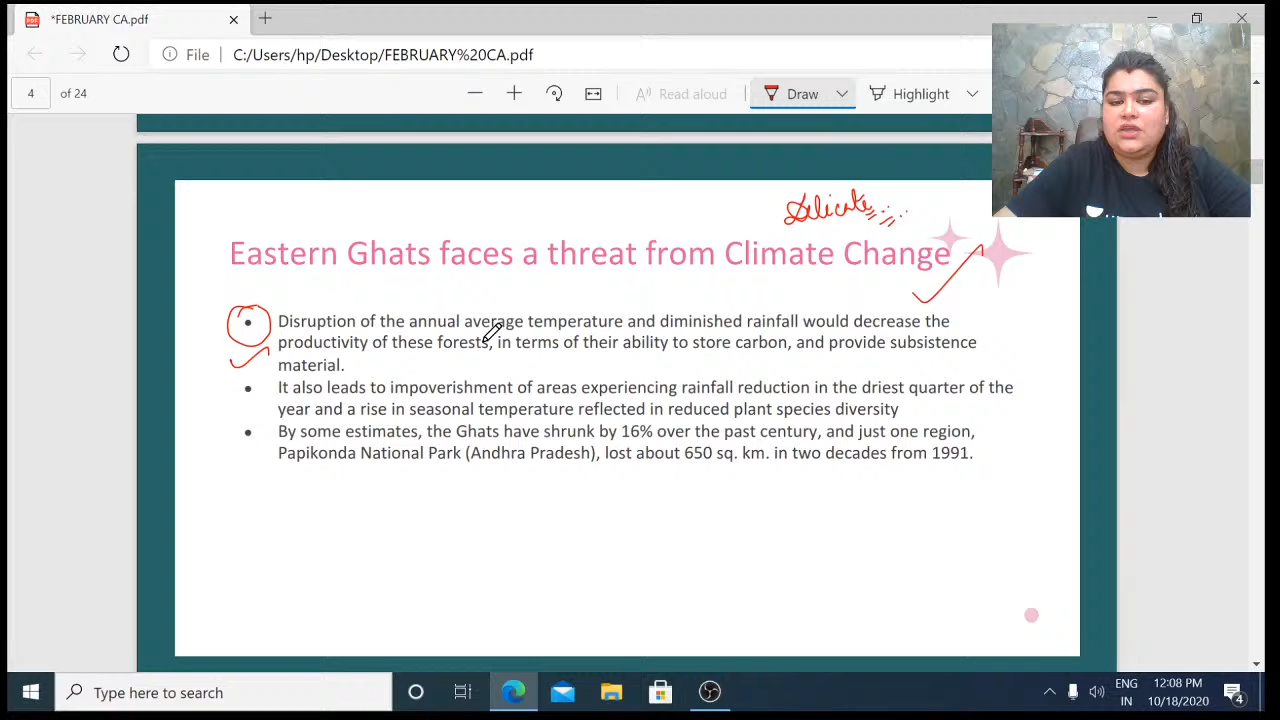 *FEBRUARY CA.pdf
File C:/Users/hp/Desktop/FEBRUARY%20CA.pdf
4 of 24 Read aloud Draw Highlight
Delicate
Eastern Ghats faces a threat from Climate Change
• Disruption of the annual average temperature and diminished rainfall would decrease the
productivity of these forests, in terms of their ability to store carbon, and provide subsistence
material.
• It also leads to impoverishment of areas experiencing rainfall reduction in the driest quarter of the
year and a rise in seasonal temperature reflected in reduced plant species diversity
• By some estimates, the Ghats have shrunk by 16% over the past century, and just one region,
Papikonda National Park (Andhra Pradesh), lost about 650 sq. km. in two decades from 1991.
Type here to search
ENG 12:08 PM
IN 10/18/2020 4